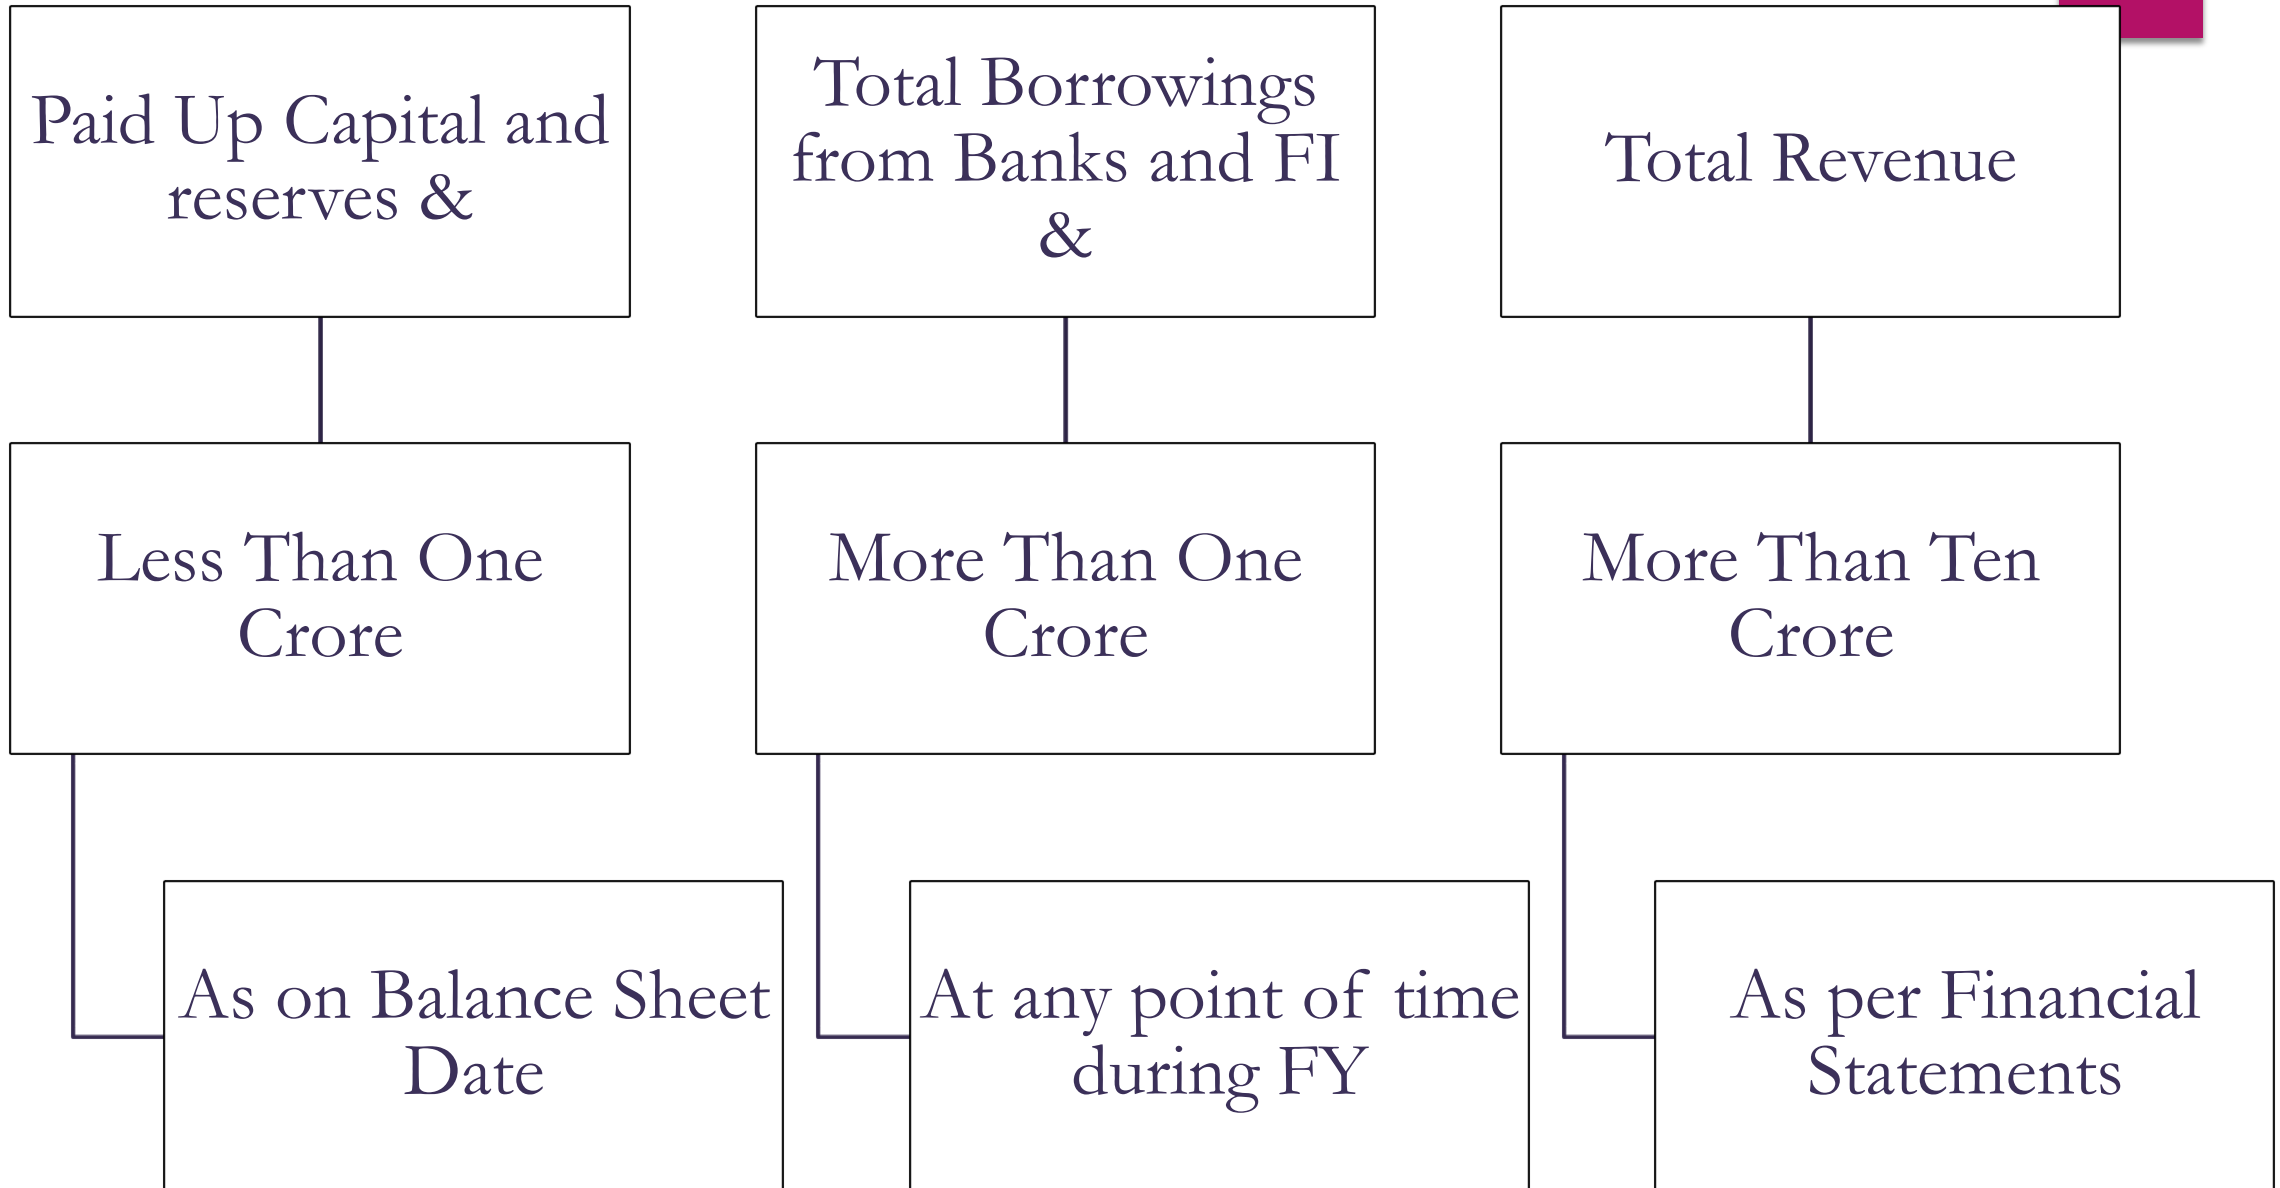 Paid Up Capital and
reserves &
Total Borrowings
from Banks and FI
&
Total Revenue
Less Than One
Crore
More Than One
Crore
More Than Ten
Crore
As on Balance Sheet
Date
At any point of time
during FY
As per Financial
Statements